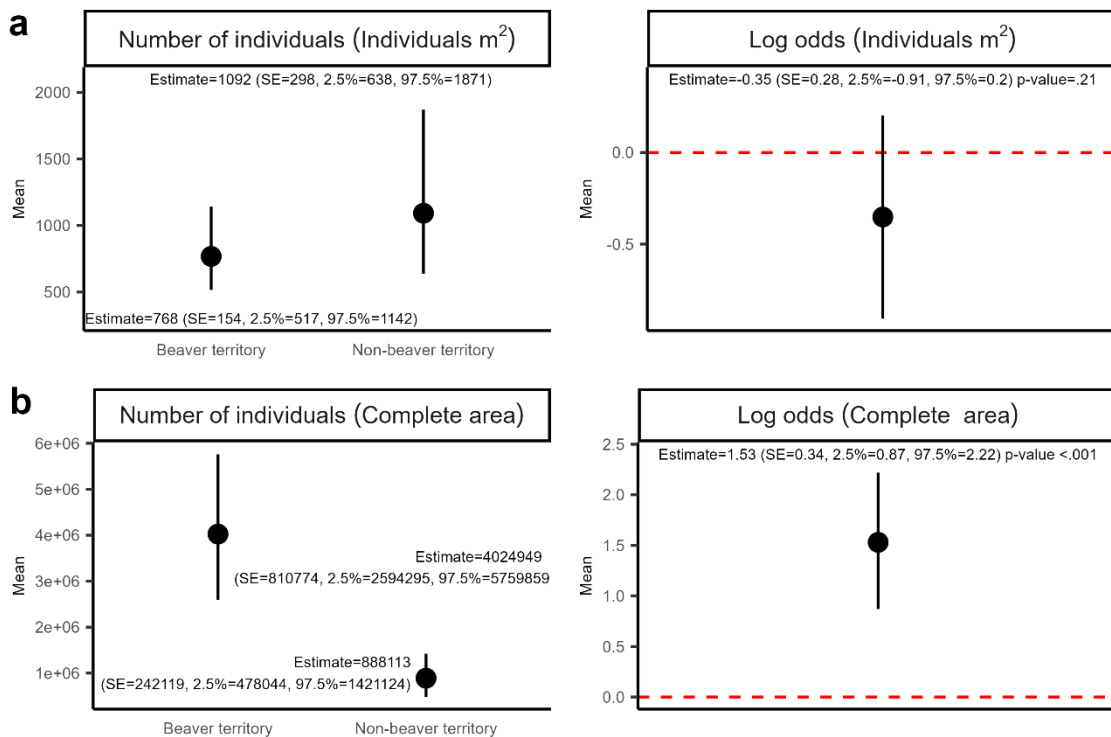 a
Number of individuals (Individuals m²)
Estimate=1092 (SE=298, 2.5%=638, 97.5%=1871)
2000
1500
1000
500
Mean
Estimate=768 (SE=154, 2.5%=517, 97.5%=1142)
Beaver territory
Non-beaver territory
Log odds (Individuals m²)
Estimate=-0.35 (SE=0.28, 2.5%=-0.91, 97.5%=0.2) p-value=.21
0.0
-0.5
Mean
b
Number of individuals (Complete area)
6e+06
5e+06
4e+06
3e+06
2e+06
1e+06
Mean
Estimate=4024949
(SE=810774, 2.5%=2594295, 97.5%=5759859
Estimate=888113
(SE=242119, 2.5%=478044, 97.5%=1421124)
Beaver territory
Non-beaver territory
Log odds (Complete area)
Estimate=1.53 (SE=0.34, 2.5%=0.87, 97.5%=2.22) p-value <.001
2.5
2.0
1.5
1.0
0.5
0.0
Mean